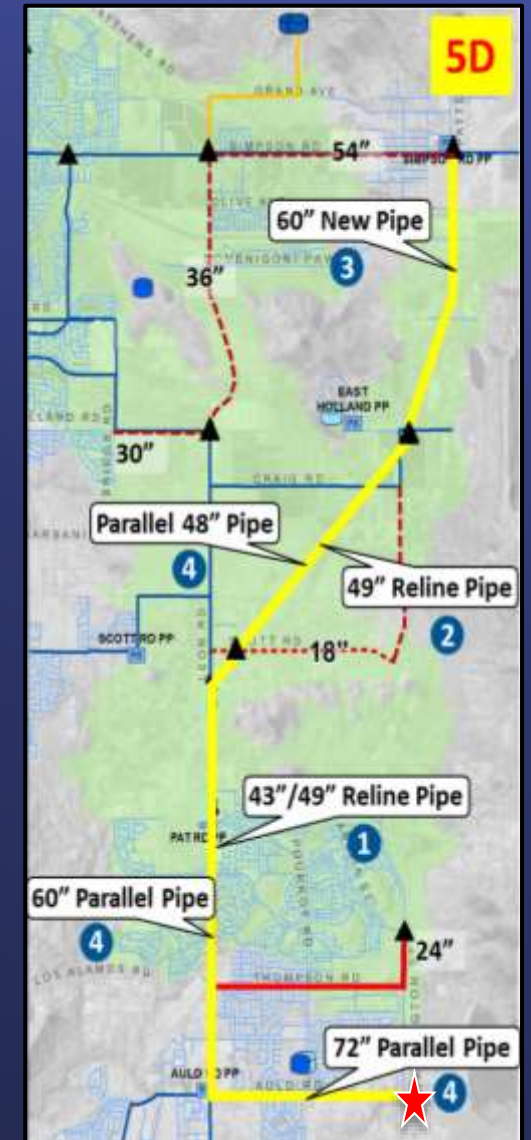 5D
GRAND AVE
SIMPSON RD
54”
60” New Pipe
3
36”
EAST
HOLLAND PP
30”
CRAIG RD
Parallel 48” Pipe
4
49” Reline Pipe
2
SCOTT RD PP
18"
43”/49” Reline Pipe
1
60” Parallel Pipe
4
24”
LOS ALAMOS RD
THOMPSON RD
72” Parallel Pipe
AULD RD
4